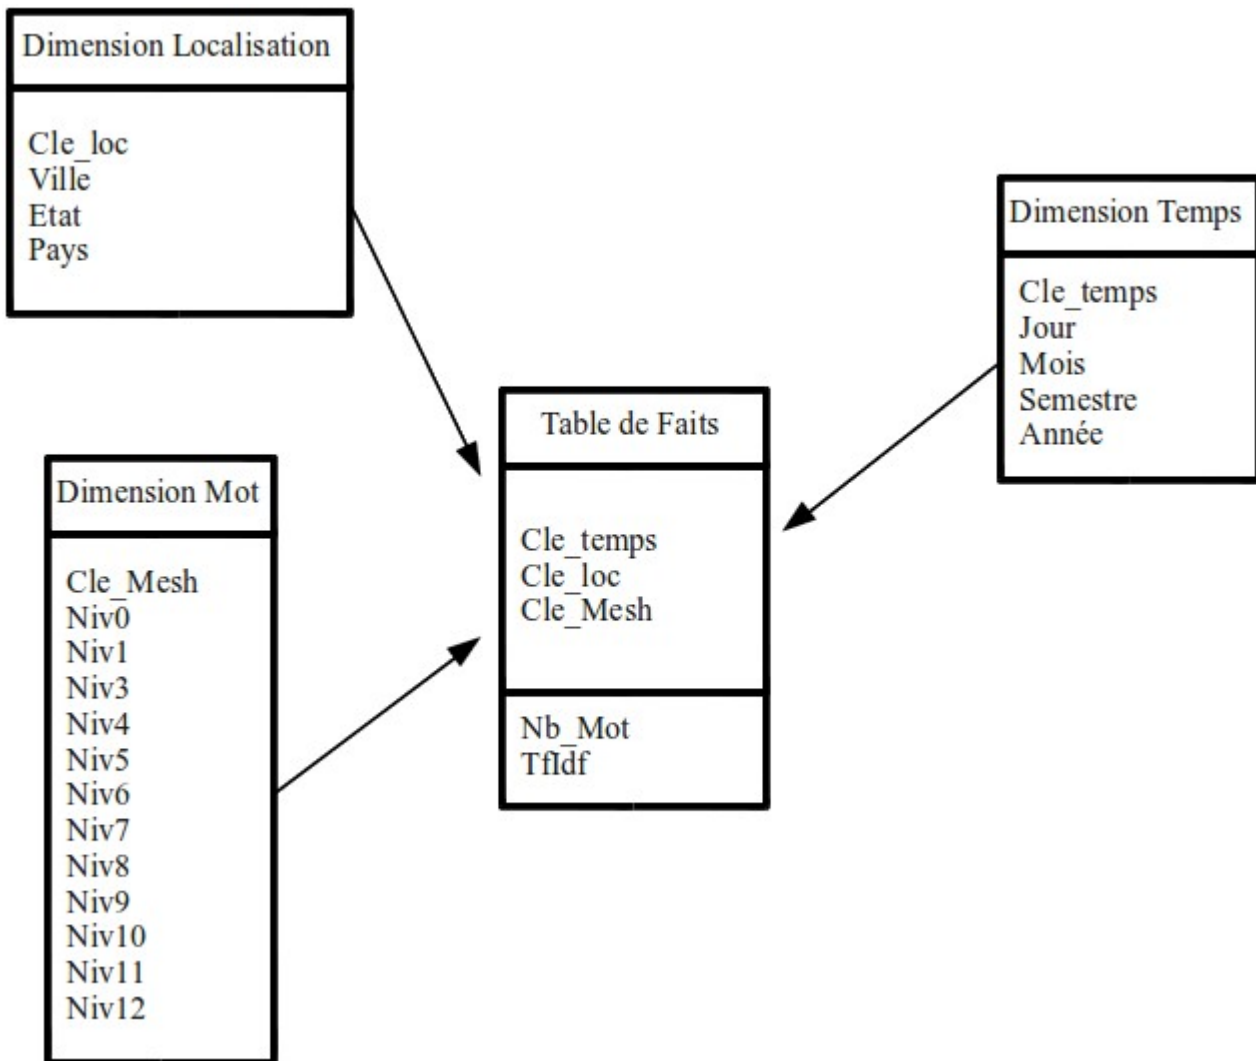 Dimension Localisation
Cle_loc
Ville
Etat
Pays
Dimension Temps
Cle_temps
Jour
Mois
Semestre
Année
Table de Faits
Cle_temps
Cle_loc
Cle_Mesh
Nb_Mot
TfIdf
Dimension Mot
Cle_Mesh
Niv0
Niv1
Niv3
Niv4
Niv5
Niv6
Niv7
Niv8
Niv9
Niv10
Niv11
Niv12